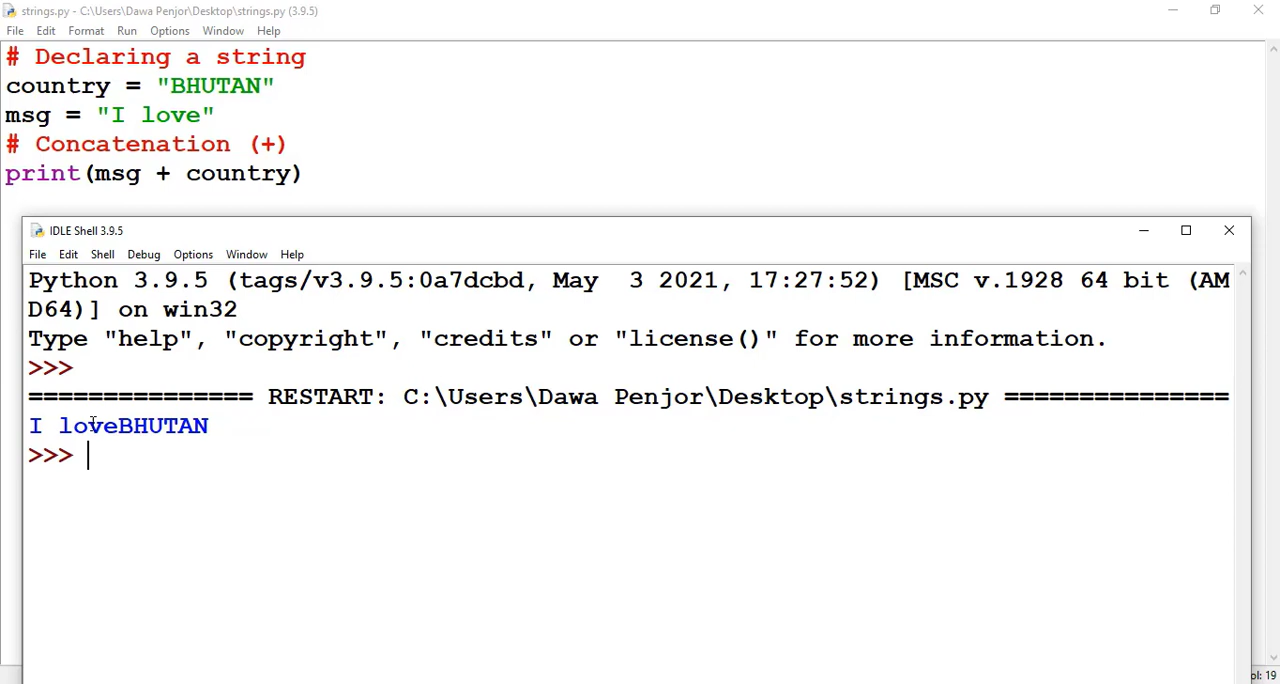 strings.py - C:\Users\Dawa Penjor\Desktop\strings.py (3.9.5)
File Edit Format Run Options Window Help
# Declaring a string
country = "BHUTAN"
msg = "I love"
# Concatenation (+)
print(msg + country)
IDLE Shell 3.9.5
File Edit Shell Debug Options Window Help
Python 3.9.5 (tags/v3.9.5:0a7dcbd, May  3 2021, 17:27:52) [MSC v.1928 64 bit (AM
D64)] on win32
Type "help", "copyright", "credits" or "license()" for more information.
>>>
=============== RESTART: C:\Users\Dawa Penjor\Desktop\strings.py ===============
I loveBHUTAN
>>>
ol: 19